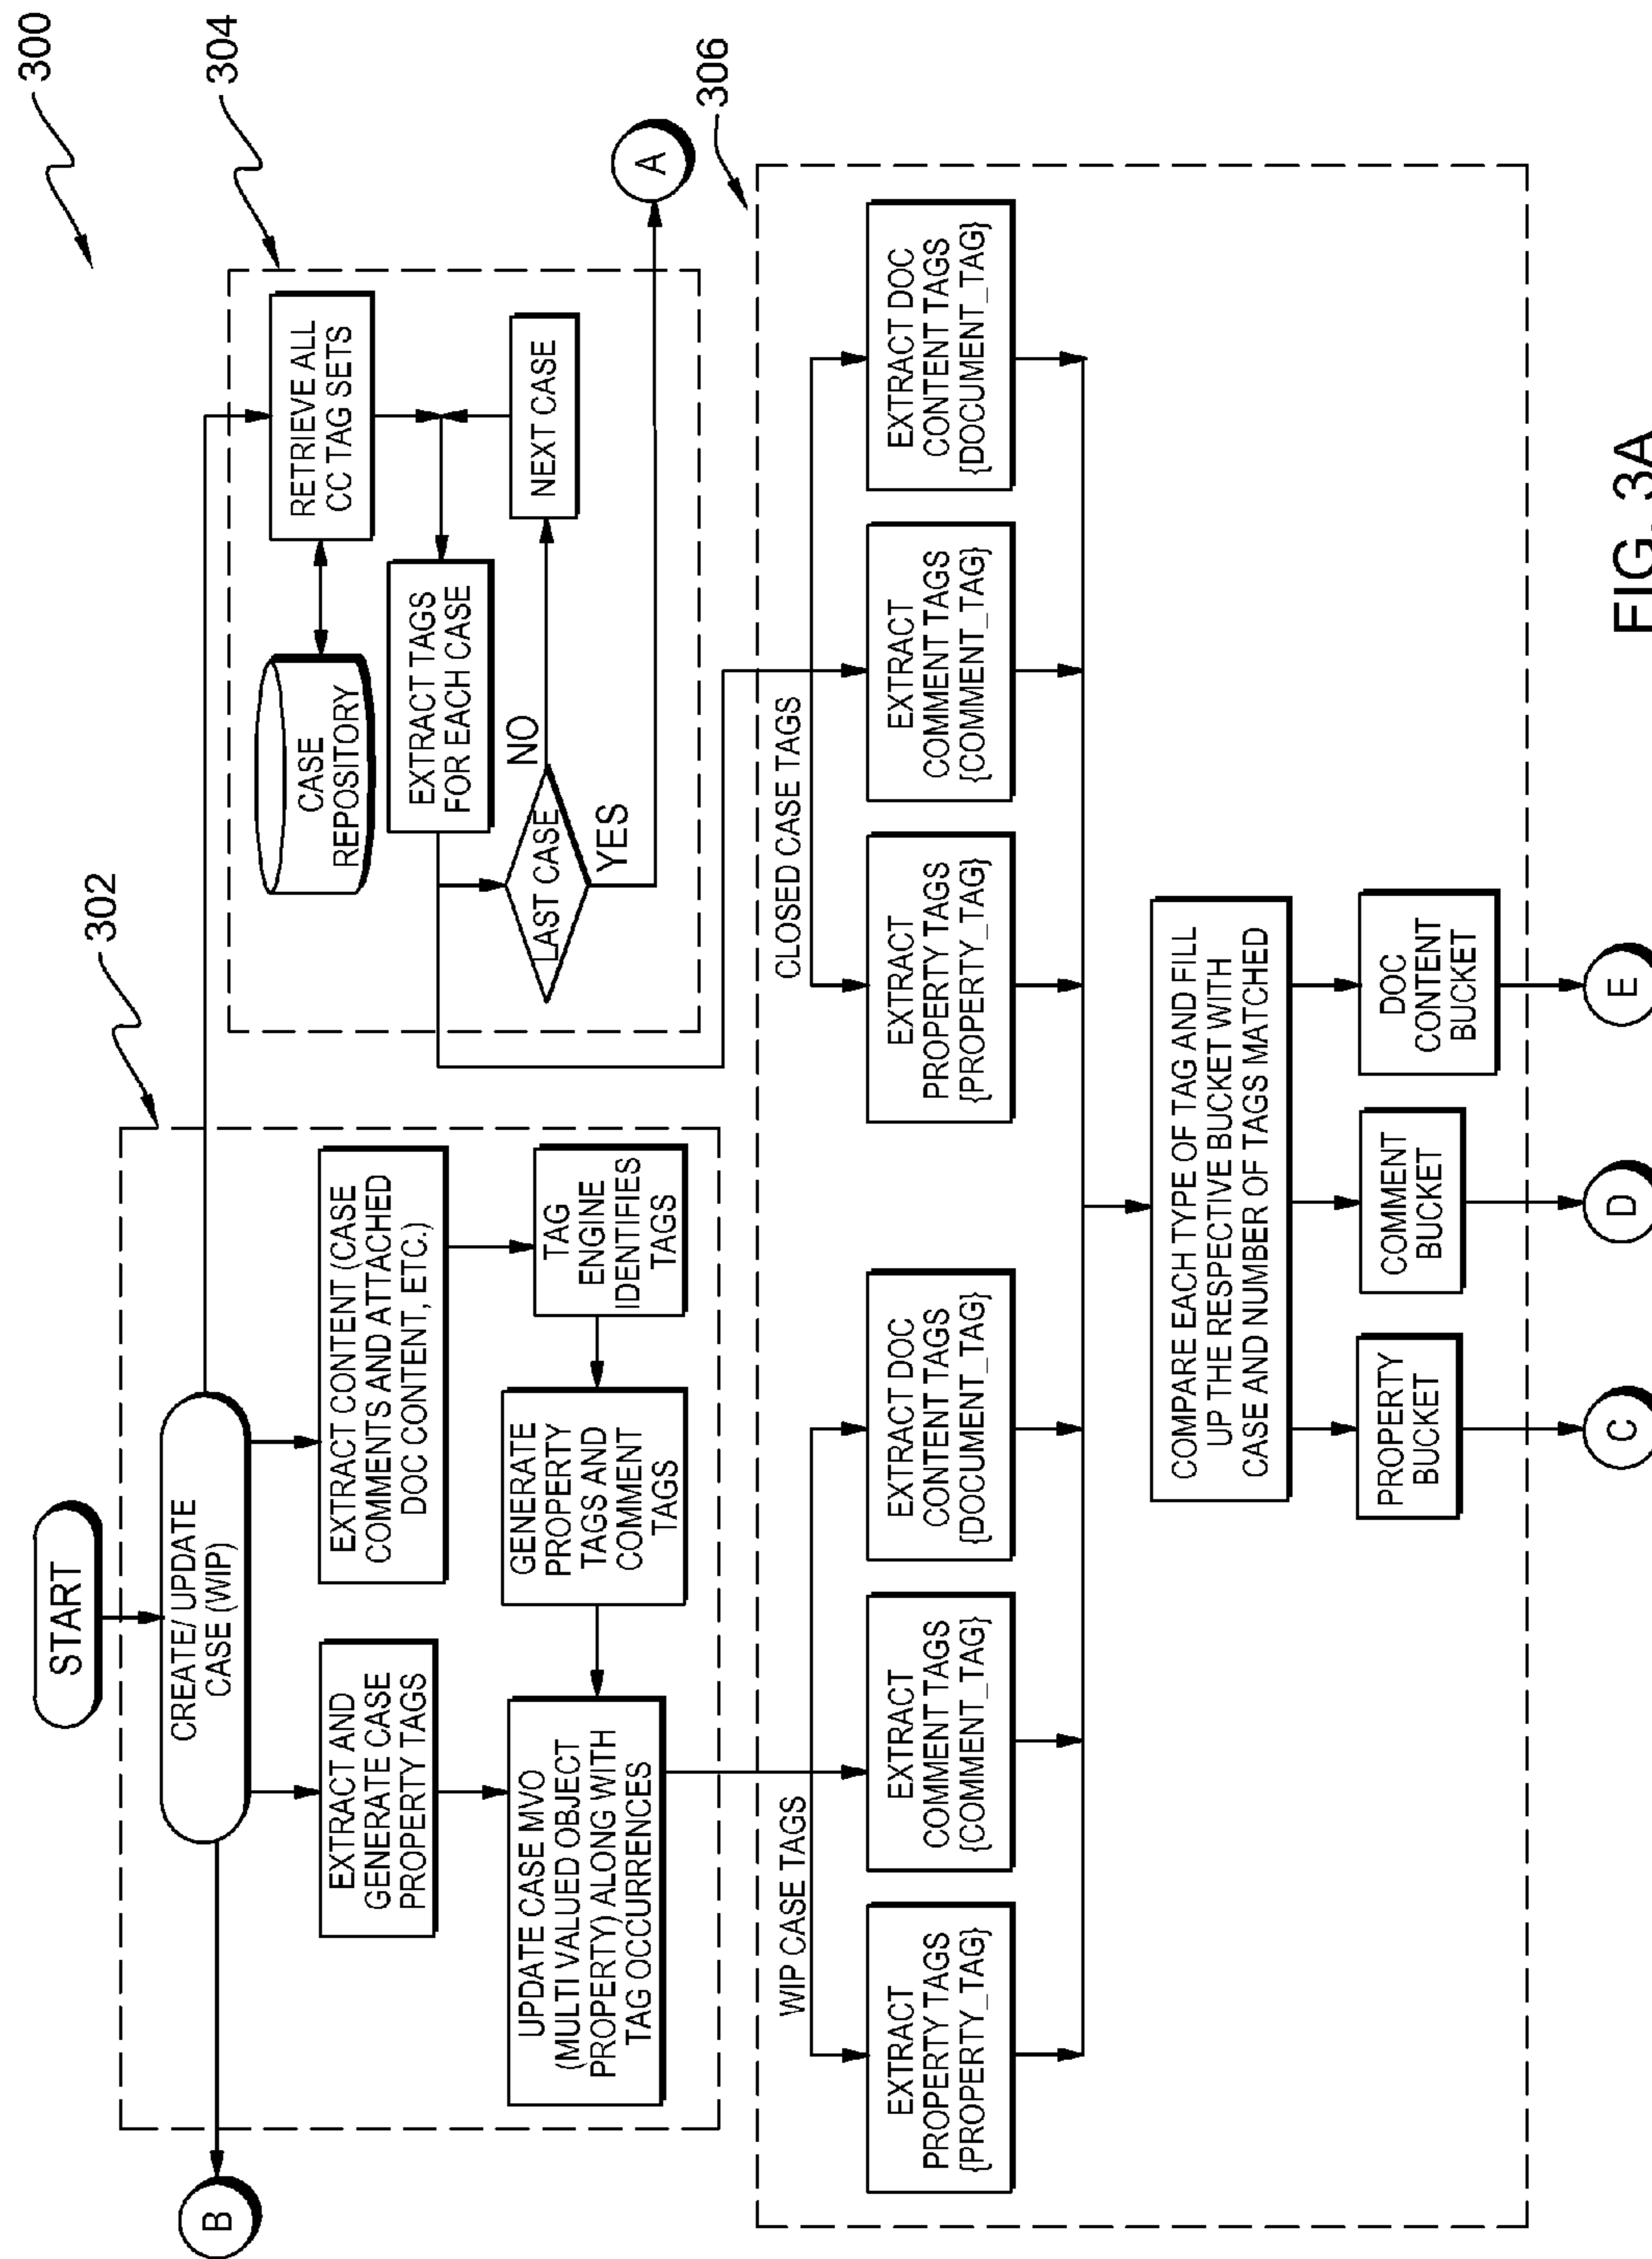 300
START
302
304
B
CREATE/ UPDATE
CASE (WIP)
EXTRACT AND
GENERATE CASE
PROPERTY TAGS
EXTRACT CONTENT (CASE
COMMENTS AND ATTACHED
DOC CONTENT, ETC.)
UPDATE CASE MVO
(MULTI VALUED OBJECT
PROPERTY) ALONG WITH
TAG OCCURRENCES
GENERATE
PROPERTY
TAGS AND
COMMENT
TAGS
TAG
ENGINE
IDENTIFIES
TAGS
CASE
REPOSITORY
RETRIEVE ALL
CC TAG SETS
EXTRACT TAGS
FOR EACH CASE
LAST CASE
NO
NEXT CASE
YES
A
306
WIP CASE TAGS
CLOSED CASE TAGS
EXTRACT
PROPERTY TAGS
{PROPERTY_TAG}
EXTRACT
COMMENT TAGS
{COMMENT_TAG}
EXTRACT DOC
CONTENT TAGS
{DOCUMENT_TAG}
EXTRACT
PROPERTY TAGS
{PROPERTY_TAG}
EXTRACT
COMMENT TAGS
{COMMENT_TAG}
EXTRACT DOC
CONTENT TAGS
{DOCUMENT_TAG}
COMPARE EACH TYPE OF TAG AND FILL
UP THE RESPECTIVE BUCKET WITH
CASE AND NUMBER OF TAGS MATCHED
PROPERTY
BUCKET
COMMENT
BUCKET
DOC
CONTENT
BUCKET
C
D
E
FIG. 3A